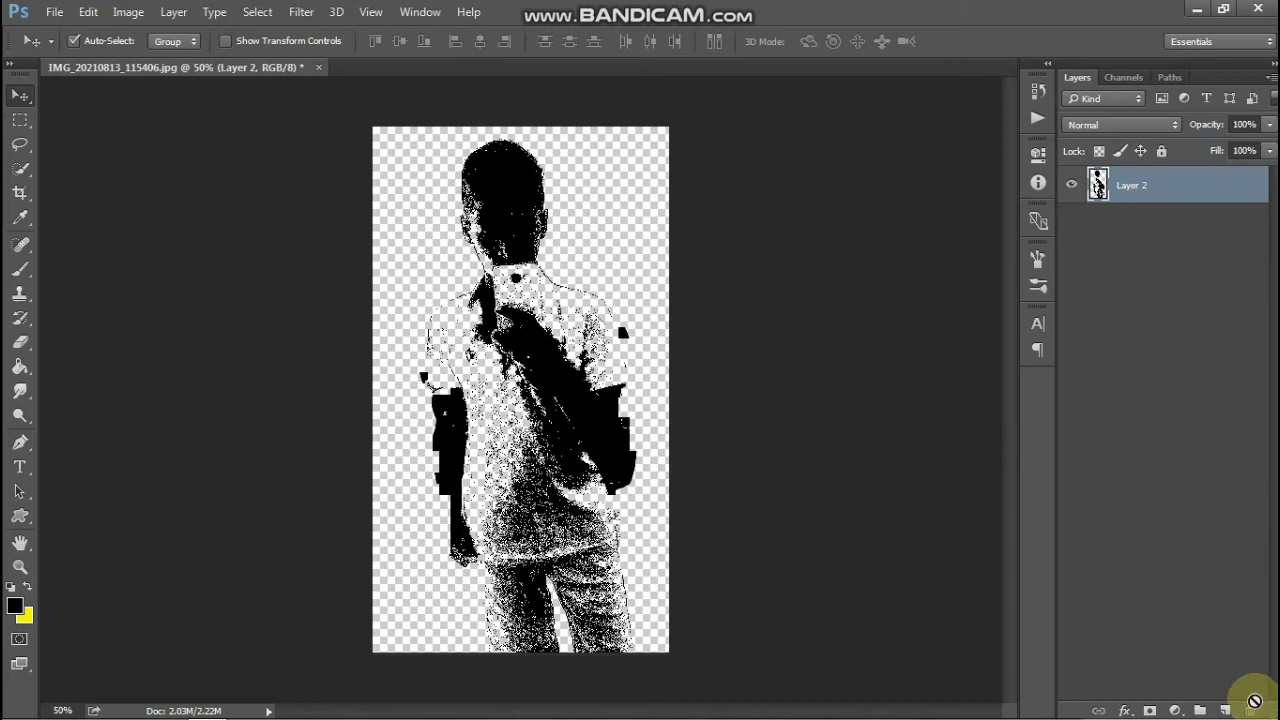 Ps File Edit Image Layer Type Select Filter 3D View Window Help
www.BANDICAM.com
Auto-Select: Group Show Transform Controls 3D Mode: Essentials
IMG_20210813_115406.jpg @ 50% (Layer 2, RGB/8) * ×
Layers Channels Paths
Kind
Normal Opacity: 100%
Lock: Fill: 100%
Layer 2
50% Doc: 2.03M/2.22M